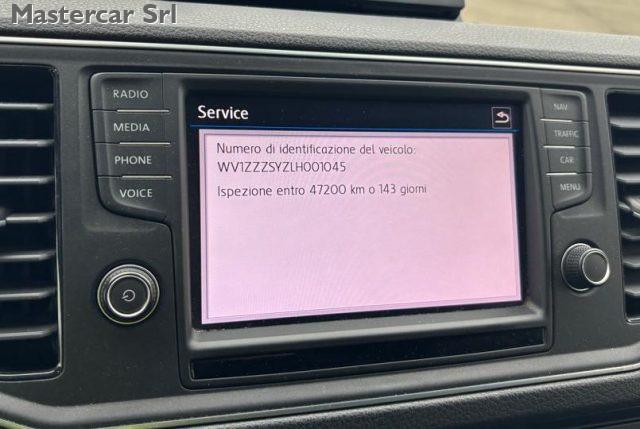 Mastercar Srl
RADIO
MEDIA
PHONE
VOICE
Service
Numero di identificazione del veicolo:
WV1ZZZSYZLH001045
Ispezione entro 47200 km o 143 giorni
NAV
TRAFFIC
CAR
MENU